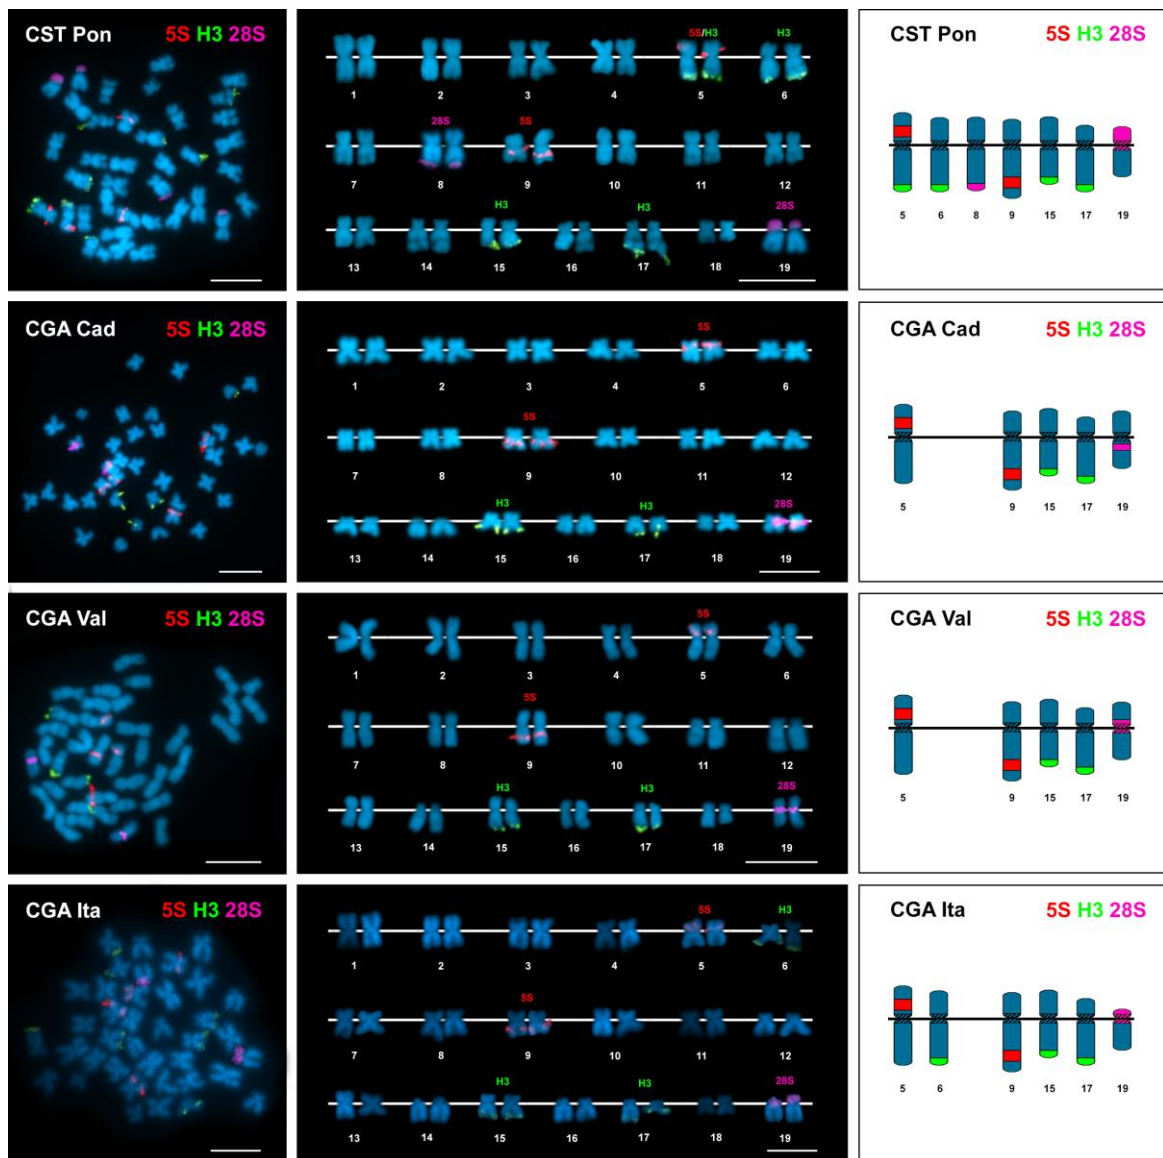 CST Pon 5S H3 28S
5S/H3 H3
1 2 3 4 5 6
28S 5S
7 8 9 10 11 12
H3 H3 28S
13 14 15 16 17 18 19
CST Pon 5S H3 28S
5 6 8 9 15 17 19
CGA Cad 5S H3 28S
5S
1 2 3 4 5 6
5S
7 8 9 10 11 12
H3 H3 28S
13 14 15 16 17 18 19
CGA Cad 5S H3 28S
5 9 15 17 19
CGA Val 5S H3 28S
5S
1 2 3 4 5 6
5S
7 8 9 10 11 12
H3 H3 28S
13 14 15 16 17 18 19
CGA Val 5S H3 28S
5 9 15 17 19
CGA Ita 5S H3 28S
5S H3
1 2 3 4 5 6
5S
7 8 9 10 11 12
H3 H3 28S
13 14 15 16 17 18 19
CGA Ita 5S H3 28S
5 6 9 15 17 19